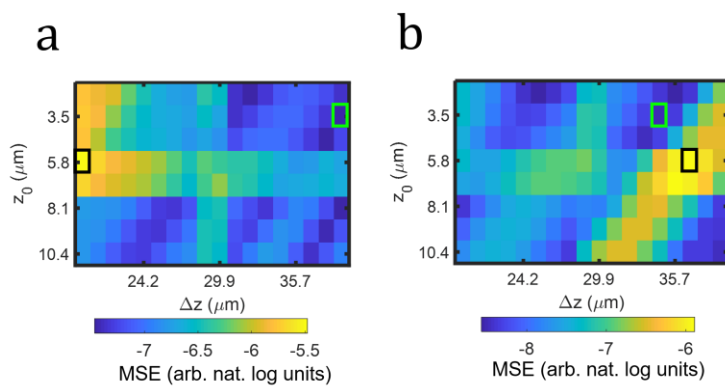 a
b
z0 (μm)
3.5
5.8
8.1
10.4
24.2 29.9 35.7
Δz (μm)
-7 -6.5 -6 -5.5
MSE (arb. nat. log units)
z0 (μm)
3.5
5.8
8.1
10.4
24.2 29.9 35.7
Δz (μm)
-8 -7 -6
MSE (arb. nat. log units)